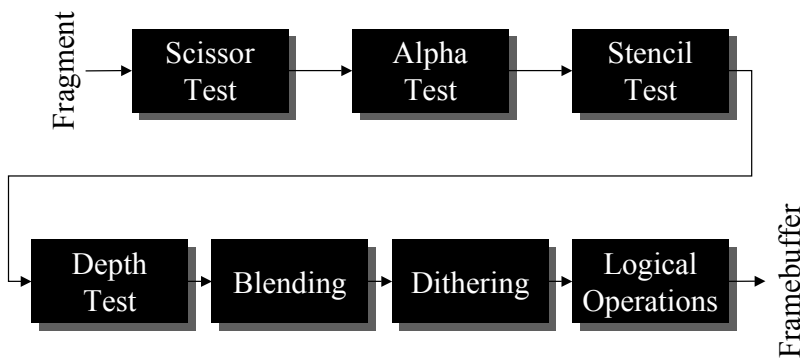 Fragment
Scissor
Test
Alpha
Test
Stencil
Test
Depth
Test
Blending
Dithering
Logical
Operations
Framebuffer